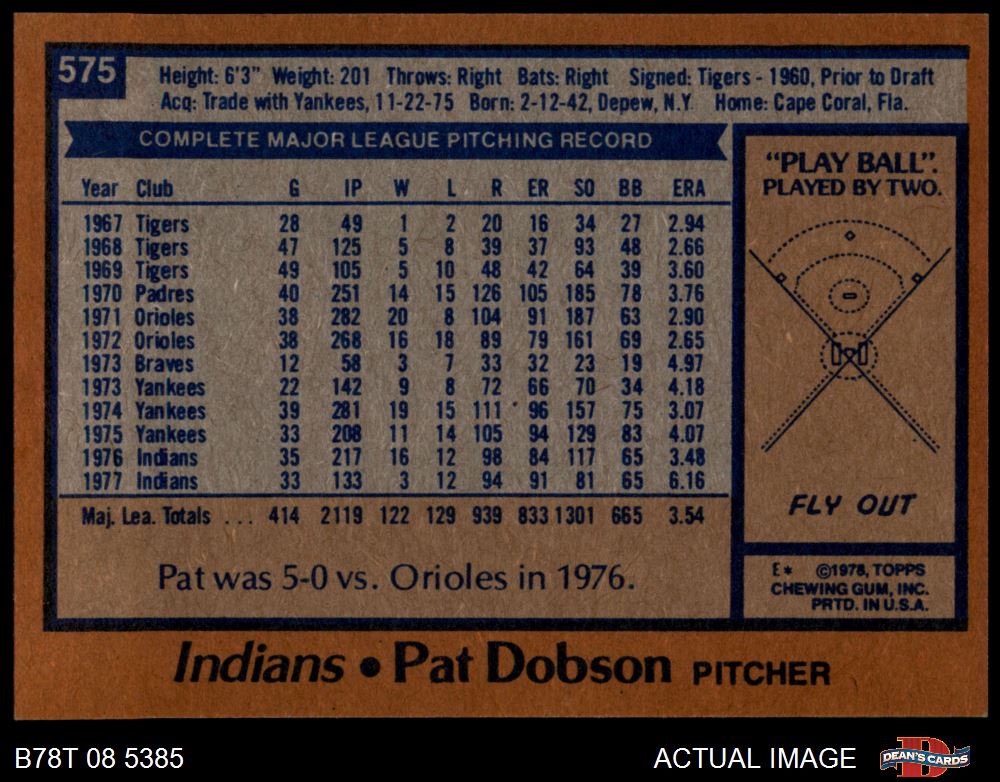 575
Height: 6'3" Weight: 201 Throws: Right Bats: Right Signed: Tigers - 1960, Prior to Draft
Acq: Trade with Yankees, 11-22-75 Born: 2-12-42, Depew, N.Y. Home: Cape Coral, Fla.
COMPLETE MAJOR LEAGUE PITCHING RECORD
Year Club G IP W L R ER SO BB ERA
1967 Tigers 28 49 1 2 20 16 34 27 2.94
1968 Tigers 47 125 5 8 39 37 93 48 2.66
1969 Tigers 49 105 5 10 48 42 64 39 3.60
1970 Padres 40 251 14 15 126 105 185 78 3.76
1971 Orioles 38 282 20 8 104 91 187 63 2.90
1972 Orioles 38 268 16 18 89 79 161 69 2.65
1973 Braves 12 58 3 7 33 32 23 19 4.97
1973 Yankees 22 142 9 8 72 66 70 34 4.18
1974 Yankees 39 281 19 15 111 96 157 75 3.07
1975 Yankees 33 208 11 14 105 94 129 83 4.07
1976 Indians 35 217 16 12 98 84 117 65 3.48
1977 Indians 33 133 3 12 94 91 81 65 6.16
Maj. Lea. Totals ... 414 2119 122 129 939 833 1301 665 3.54
Pat was 5-0 vs. Orioles in 1976.
"PLAY BALL".
PLAYED BY TWO.
FLY OUT
E* ©1978, TOPPS
CHEWING GUM, INC.
PRTD. IN U.S.A.
Indians • Pat Dobson PITCHER
B78T 08 5385
ACTUAL IMAGE
DEAN'S CARDS